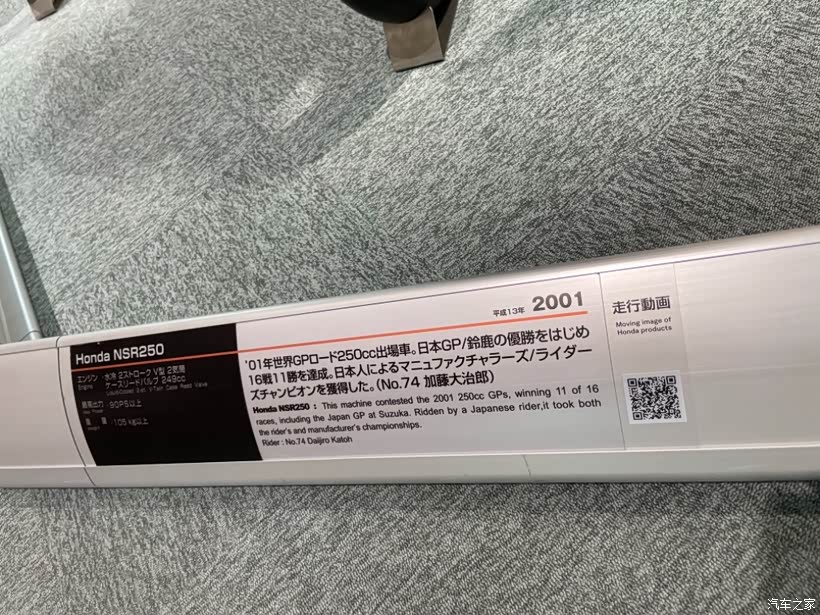 Honda NSR250
エンジン : 水冷 2ストローク V型 2気筒
Engine ケースリードバルブ 249cc
Liquid-Cooled 2-st. V-Twin Case Reed Valve
最高出力 : 90PS以上
Max Power
重 量 : 105kg以上
Weight
平成13年 2001
'01年世界GPロード250cc出場車。日本GP/鈴鹿の優勝をはじめ
16戦11勝を達成。日本人によるマニュファクチャラーズ/ライダー
ズチャンピオンを獲得した。(No.74 加藤大治郎)
Honda NSR250 : This machine contested the 2001 250cc GPs, winning 11 of 16
races, including the Japan GP at Suzuka. Ridden by a Japanese rider,it took both
the rider's and manufacturer's championships.
Rider : No.74 Daijiro Katoh
走行動画
Moving image of
Honda products
汽车之家